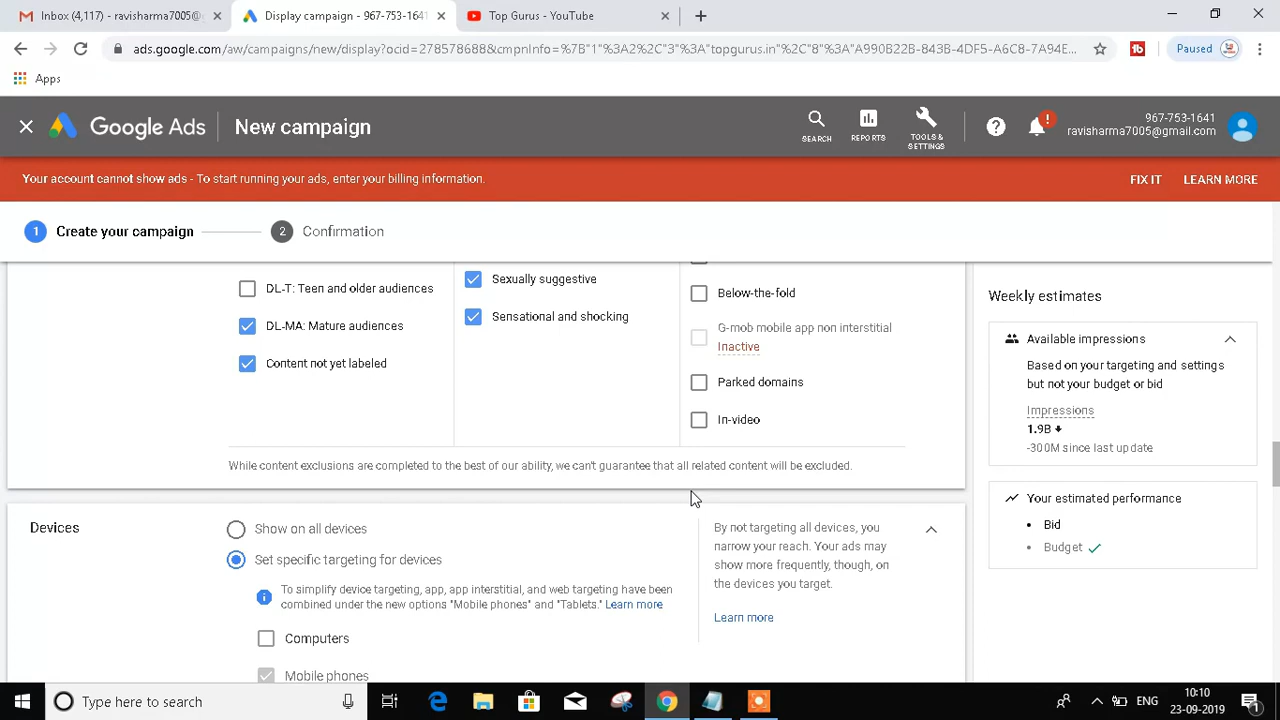 Inbox (4,117) - ravisharma7005@g
Display campaign - 967-753-1641
Top Gurus - YouTube
ads.google.com/aw/campaigns/new/display?ocid=278578688&cmpnInfo=%7B"1"%3A2%2C"3"%3A"topgurus.in"%2C"8"%3A"A990B22B-843B-4DF5-A6C8-7A94E...
Paused
Apps
Google Ads
New campaign
SEARCH
REPORTS
TOOLS & SETTINGS
!
967-753-1641
ravisharma7005@gmail.com
Your account cannot show ads - To start running your ads, enter your billing information.
FIX IT
LEARN MORE
1 Create your campaign
2 Confirmation
DL-T: Teen and older audiences
DL-MA: Mature audiences
Content not yet labeled
Sexually suggestive
Sensational and shocking
Below-the-fold
G-mob mobile app non interstitial
Inactive
Parked domains
In-video
While content exclusions are completed to the best of our ability, we can't guarantee that all related content will be excluded.
Weekly estimates
Available impressions
Based on your targeting and settings
but not your budget or bid
Impressions
1.9B
-300M since last update
Your estimated performance
Bid
Budget
Devices
Show on all devices
Set specific targeting for devices
To simplify device targeting, app, app interstitial, and web targeting have been
combined under the new options "Mobile phones" and "Tablets." Learn more
Computers
Mobile phones
By not targeting all devices, you
narrow your reach. Your ads may
show more frequently, though, on
the devices you target.
Learn more
Type here to search
ENG
10:10
23-09-2019
1